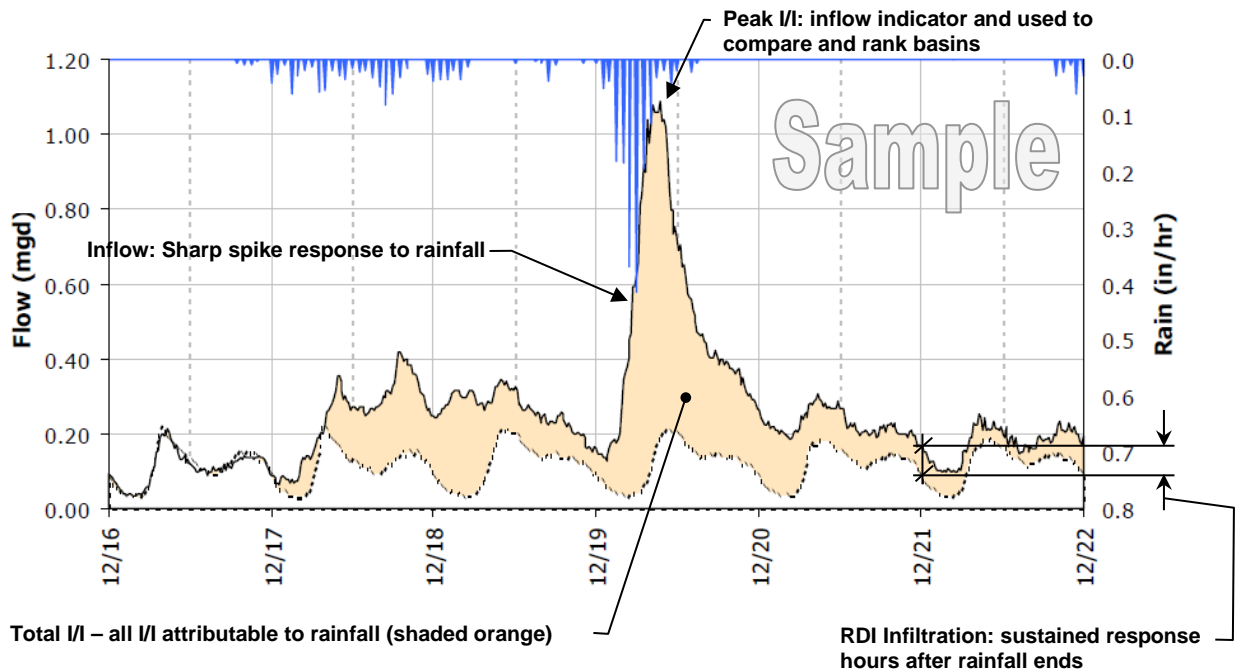 Peak I/I: inflow indicator and used to
compare and rank basins
1.20
1.00
0.80
0.60
0.40
0.20
0.00
Flow (mgd)
Sample
Inflow: Sharp spike response to rainfall
0.0
0.1
0.2
0.3
0.4
0.5
0.6
0.7
0.8
Rain (in/hr)
12/16
12/17
12/18
12/19
12/20
12/21
12/22
Total I/I – all I/I attributable to rainfall (shaded orange)
RDI Infiltration: sustained response
hours after rainfall ends